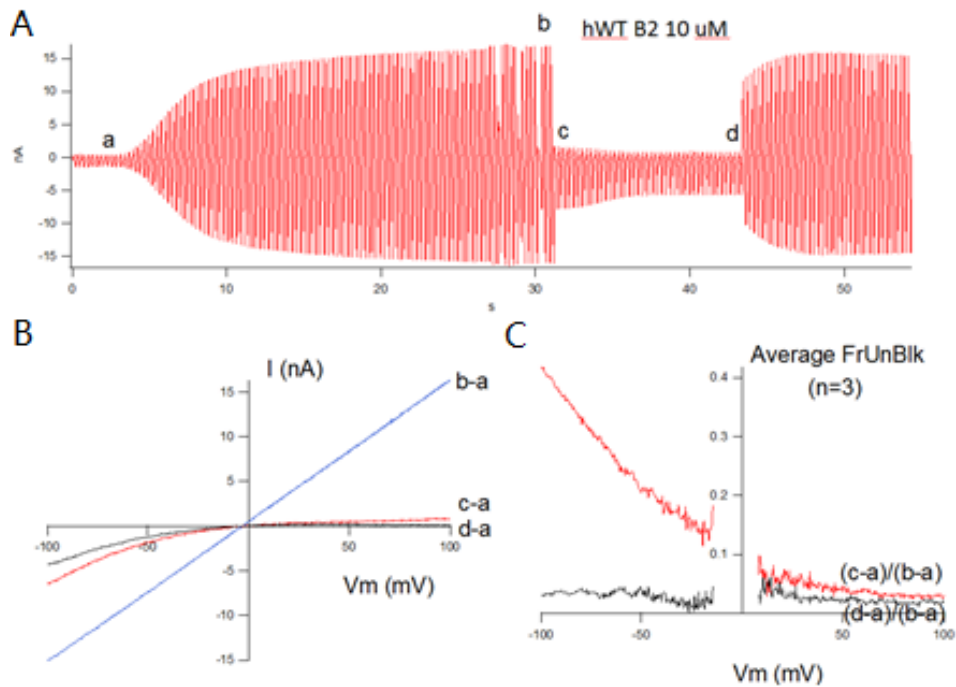 A
b
hWT B2 10 uM
15
10
5
0
-5
-10
-15
nA
a
c
d
0
10
20
30
40
50
s
B
I (nA)
15
10
5
-5
-10
-15
-100
-50
50
100
b-a
c-a
d-a
Vm (mV)
C
Average FrUnBlk
(n=3)
0.4
0.3
0.2
0.1
(c-a)/(b-a)
(d-a)/(b-a)
-100
-50
50
100
Vm (mV)